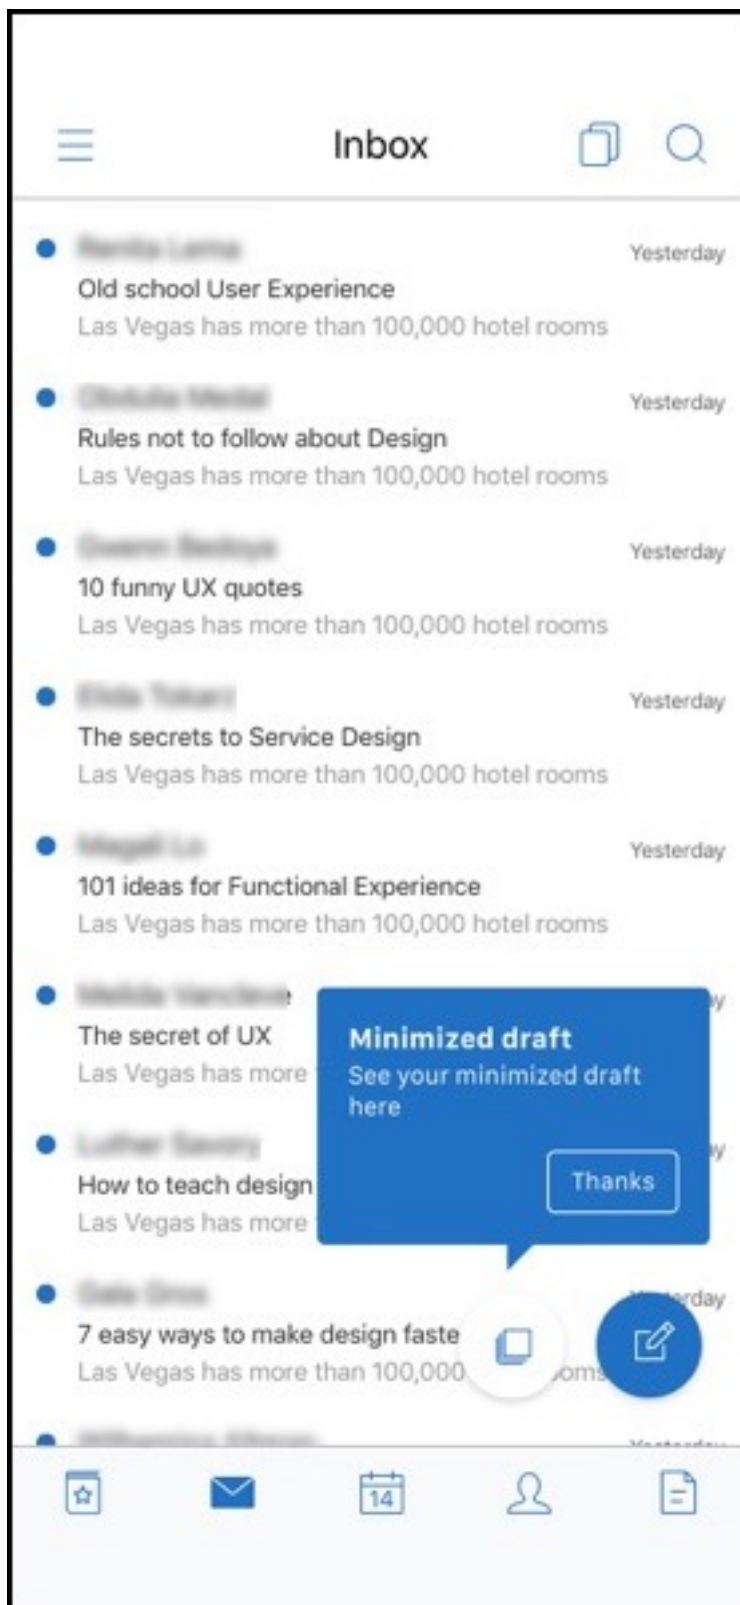 Inbox
Yesterday
Old school User Experience
Las Vegas has more than 100,000 hotel rooms
Yesterday
Rules not to follow about Design
Las Vegas has more than 100,000 hotel rooms
Yesterday
10 funny UX quotes
Las Vegas has more than 100,000 hotel rooms
Yesterday
The secrets to Service Design
Las Vegas has more than 100,000 hotel rooms
Yesterday
101 ideas for Functional Experience
Las Vegas has more than 100,000 hotel rooms
The secret of UX
Las Vegas has more
Minimized draft
See your minimized draft
here
Thanks
How to teach design
Las Vegas has more
7 easy ways to make design faste
Las Vegas has more than 100,000
14